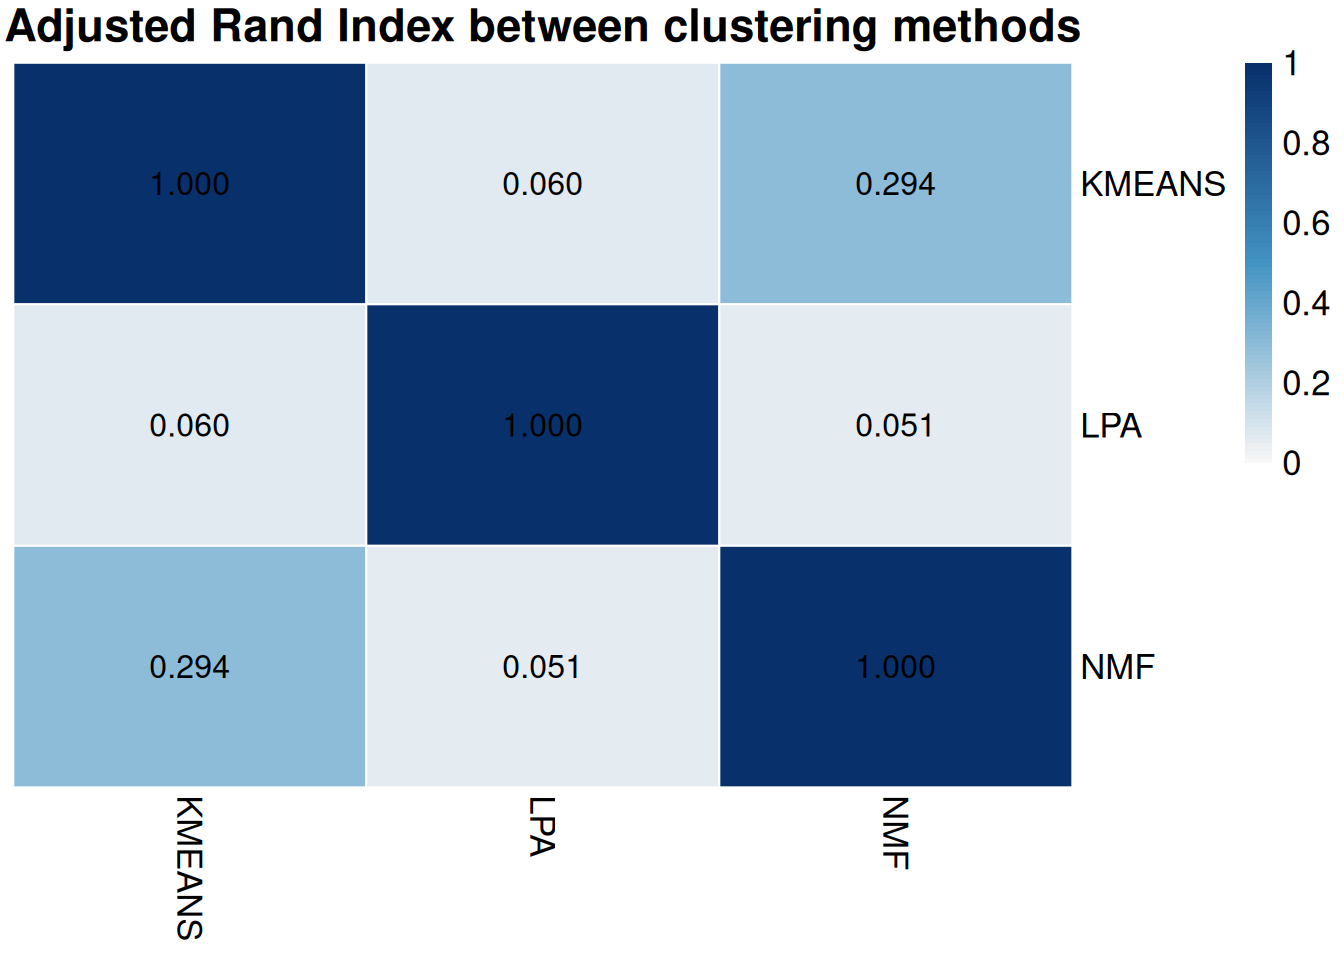 Adjusted Rand Index between clustering methods
1.000 0.060 0.294 KMEANS
0.060 1.000 0.051 LPA
0.294 0.051 1.000 NMF
KMEANS LPA NMF
1
0.8
0.6
0.4
0.2
0